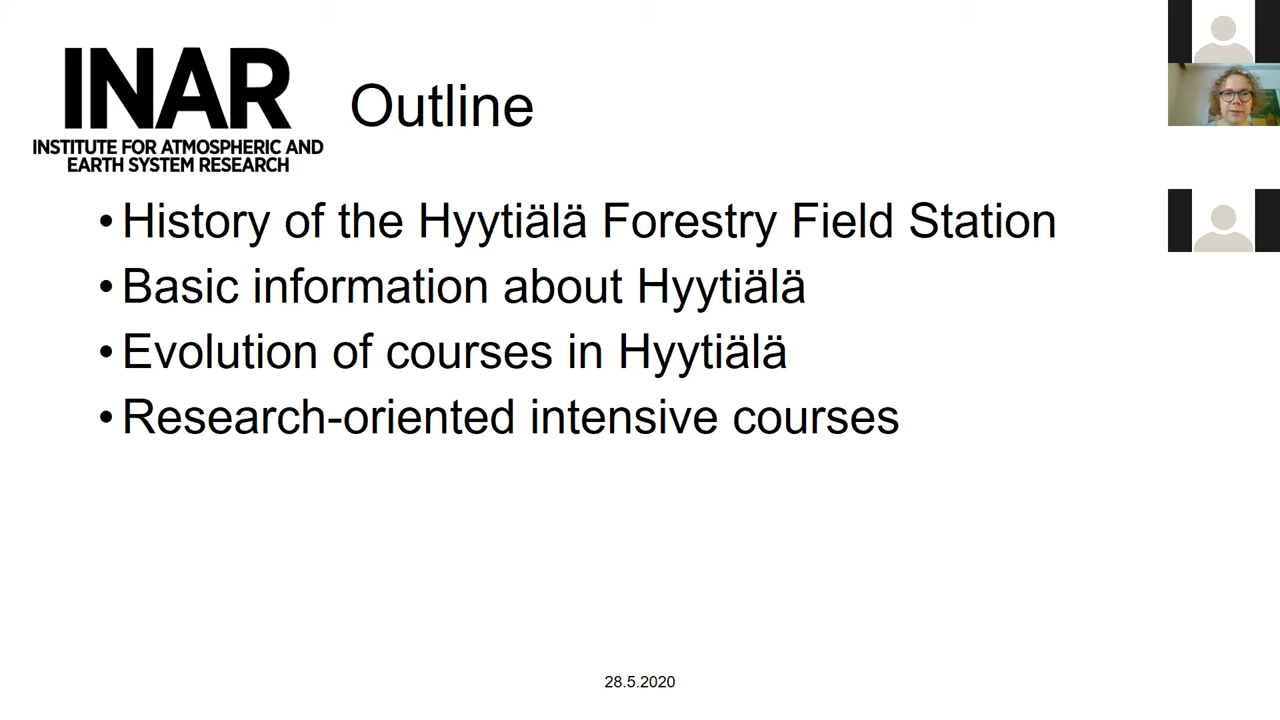 INAR
INSTITUTE FOR ATMOSPHERIC AND
EARTH SYSTEM RESEARCH
Outline
•History of the Hyytiälä Forestry Field Station
•Basic information about Hyytiälä
•Evolution of courses in Hyytiälä
•Research-oriented intensive courses
28.5.2020